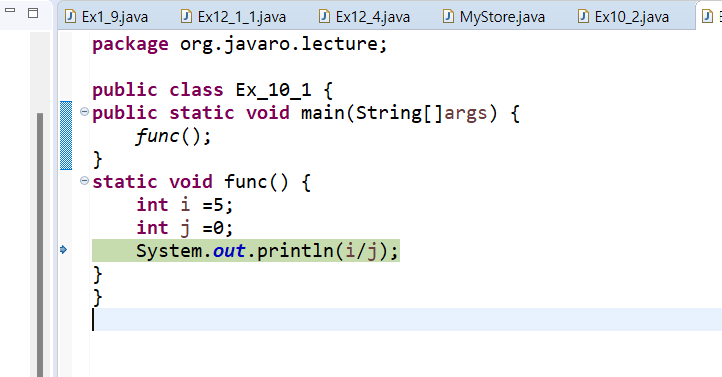 Ex1_9.java Ex12_1_1.java Ex12_4.java MyStore.java Ex10_2.java
package org.javaro.lecture;
public class Ex_10_1 {
public static void main(String[]args) {
func();
}
static void func() {
int i =5;
int j =0;
System.out.println(i/j);
}
}